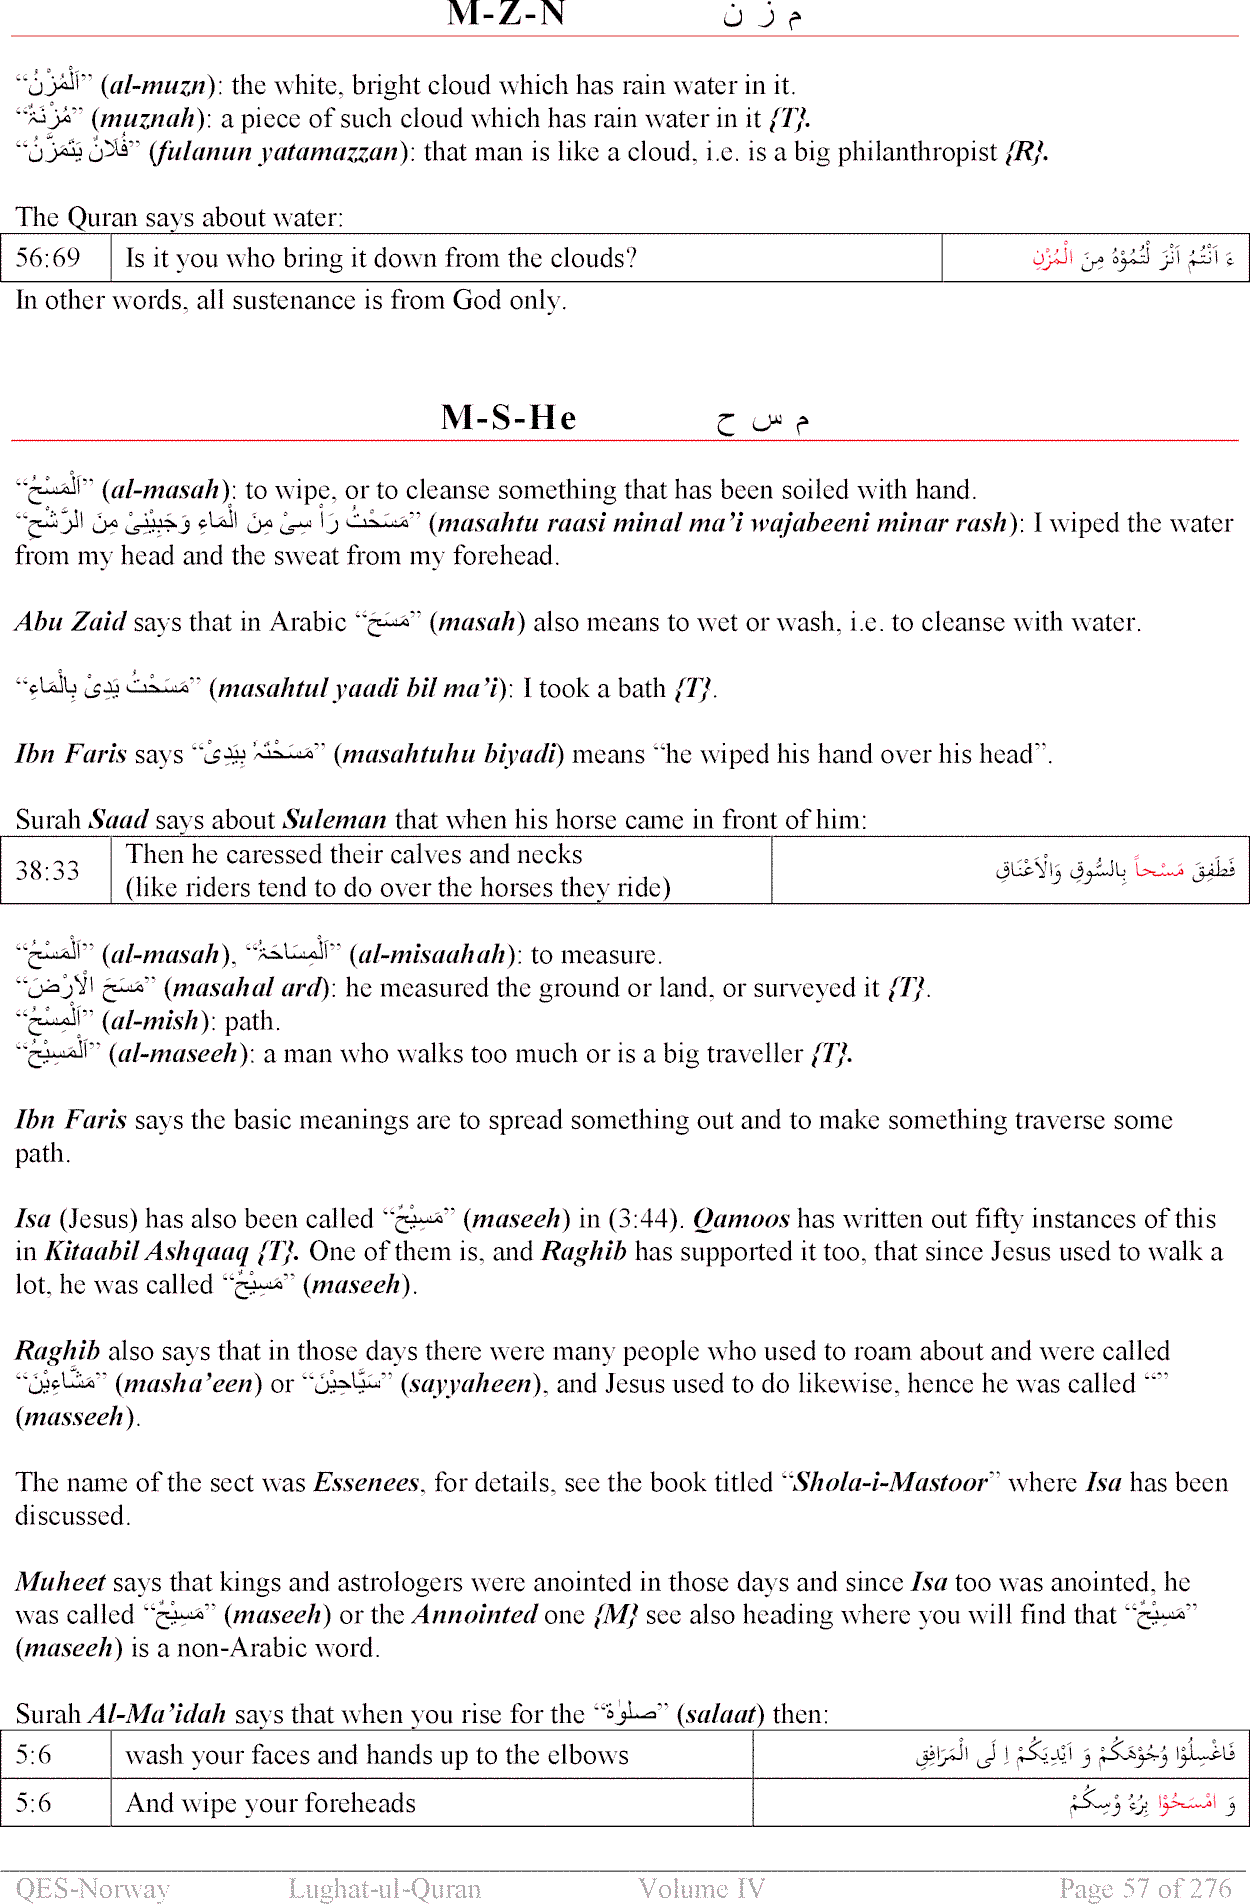 M-Z-N م ز ن
“اَلْمُزْنُ” (al-muzn): the white, bright cloud which has rain water in it.
“مُزْنَۃٌ” (muznah): a piece of such cloud which has rain water in it {T}.
“فُلَانٌ یَتَمَزَّنُ” (fulanun yatamazzan): that man is like a cloud, i.e. is a big philanthropist {R}.
The Quran says about water:
56:69 Is it you who bring it down from the clouds? ءَ اَنْتُمْ اَنْزَ لْتُمُوْہُ مِنَ الْمُزْنِ
In other words, all sustenance is from God only.
M-S-He م س ح
“اَلْمَسْحُ” (al-masah): to wipe, or to cleanse something that has been soiled with hand.
“مَسَحْتُ رَأْ سِیْ مِنَ الْمَاءِ وَجَبِیْنِیْ مِنَ الرَّشْحِ” (masahtu raasi minal ma’i wajabeeni minar rash): I wiped the water
from my head and the sweat from my forehead.
Abu Zaid says that in Arabic “مَسَحَ” (masah) also means to wet or wash, i.e. to cleanse with water.
“مَسَحْتُ یَدِیْ بِالْمَاءِ” (masahtul yaadi bil ma’i): I took a bath {T}.
Ibn Faris says “مَسَحْتَہٗ بِیَدِیْ” (masahtuhu biyadi) means “he wiped his hand over his head”.
Surah Saad says about Suleman that when his horse came in front of him:
38:33 Then he caressed their calves and necks
(like riders tend to do over the horses they ride) فَطَفِقَ مَسْحاً بِالسُّوقِ وَالْاَعْنَاقِ
“اَلْمَسْحُ” (al-masah), “اَلْمِسَاحَۃُ” (al-misaahah): to measure.
“مَسَحَ الْاَرْضَ” (masahal ard): he measured the ground or land, or surveyed it {T}.
“اَلْمِسْحُ” (al-mish): path.
“اَلْمَسِیْحُ” (al-maseeh): a man who walks too much or is a big traveller {T}.
Ibn Faris says the basic meanings are to spread something out and to make something traverse some
path.
Isa (Jesus) has also been called “مَسِیْحٌ” (maseeh) in (3:44). Qamoos has written out fifty instances of this
in Kitaabil Ashqaaq {T}. One of them is, and Raghib has supported it too, that since Jesus used to walk a
lot, he was called “مَسِیْحٌ” (maseeh).
Raghib also says that in those days there were many people who used to roam about and were called
“مَشَّاءِیْنَ” (masha’een) or “سَیَّاحِیْنَ” (sayyaheen), and Jesus used to do likewise, hence he was called “”
(masseeh).
The name of the sect was Essenees, for details, see the book titled “Shola-i-Mastoor” where Isa has been
discussed.
Muheet says that kings and astrologers were anointed in those days and since Isa too was anointed, he
was called “مَسِیْحٌ” (maseeh) or the Annointed one {M} see also heading where you will find that “مَسِیْحٌ”
(maseeh) is a non-Arabic word.
Surah Al-Ma’idah says that when you rise for the “صلوٰۃ” (salaat) then:
5:6 wash your faces and hands up to the elbows فَاغْسِلُوْا وُجُوْھَکُمْ وَ اَیْدِیَکُمْ اِ لَی الْمَرَافِقِ
5:6 And wipe your foreheads وَ امْسَحُوْا بِرُءُ وْسِکُمْ
QES-Norway Lughat-ul-Quran Volume IV Page 57 of 276